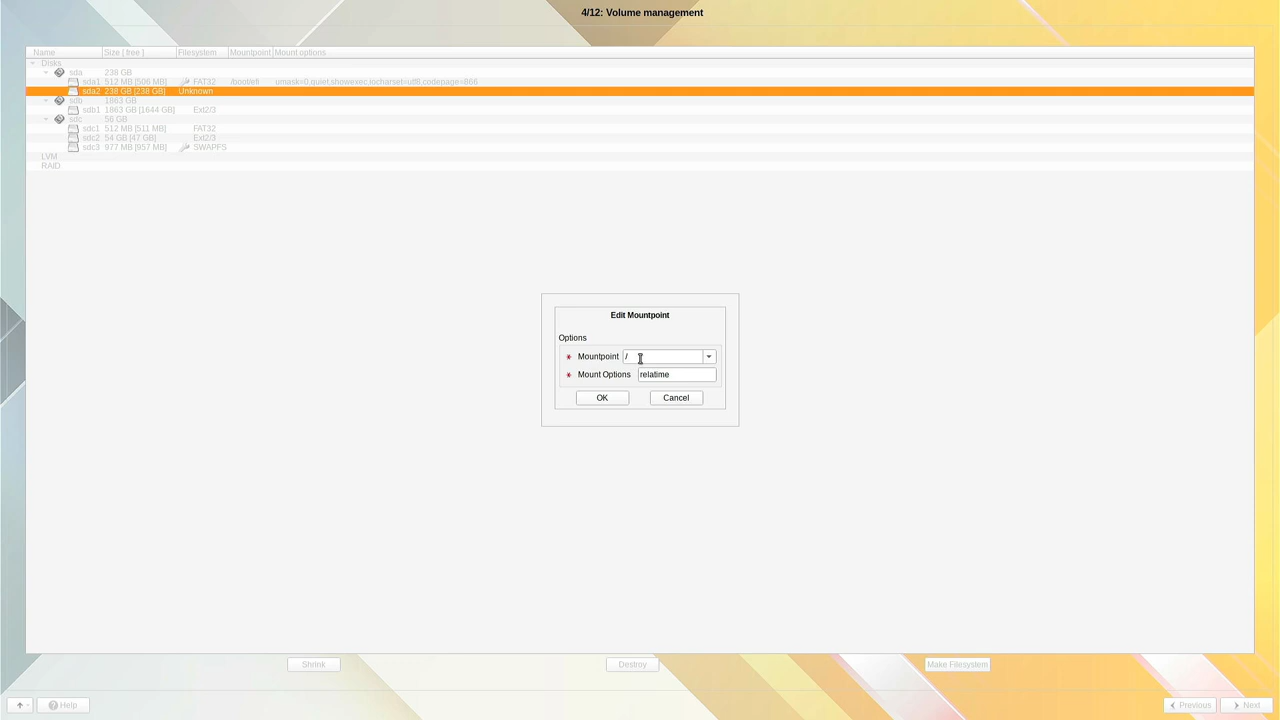 4/12: Volume management
Name Size [ free ] Filesystem Mountpoint Mount options
Disks
sda 238 GB
sda1 512 MB [506 MB] FAT32 /boot/efi umask=0,quiet,showexec,iocharset=utf8,codepage=866
sda2 238 GB [238 GB] Unknown
sdb 1863 GB
sdb1 1863 GB [1644 GB] Ext2/3
sdc 56 GB
sdc1 512 MB [511 MB] FAT32
sdc2 54 GB [47 GB] Ext2/3
sdc3 977 MB [957 MB] SWAPFS
LVM
RAID
Edit Mountpoint
Options
Mountpoint /
Mount Options relatime
OK Cancel
Shrink Destroy Make Filesystem
Help Previous Next